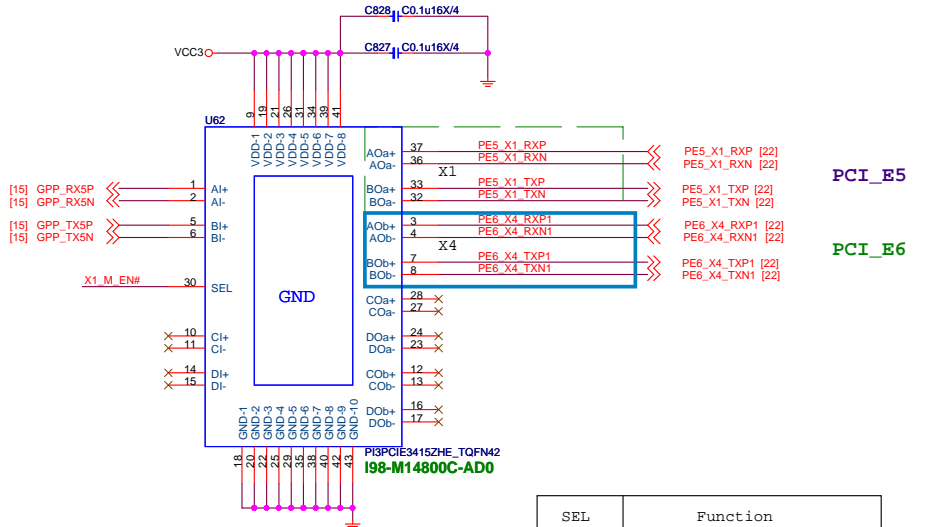 C828 C0.1u16X/4
VCC3 C827 C0.1u16X/4
U62
9 19 21 26 31 34 39 41
VDD-1 VDD-2 VDD-3 VDD-4 VDD-5 VDD-6 VDD-7 VDD-8
AOa+ 37 PE5_X1_RXP PE5_X1_RXP [22]
AOa- 36 PE5_X1_RXN PE5_X1_RXN [22]
X1
PCI_E5
[15] GPP_RX5P 1 AI+ BOa+ 33 PE5_X1_TXP PE5_X1_TXP [22]
[15] GPP_RX5N 2 AI- BOa- 32 PE5_X1_TXN PE5_X1_TXN [22]
[15] GPP_TX5P 5 BI+ AOb+ 3 PE6_X4_RXP1 PE6_X4_RXP1 [22]
[15] GPP_TX5N 6 BI- AOb- 4 PE6_X4_RXN1 PE6_X4_RXN1 [22]
X4
PCI_E6
BOb+ 7 PE6_X4_TXP1 PE6_X4_TXP1 [22]
BOb- 8 PE6_X4_TXN1 PE6_X4_TXN1 [22]
X1_M_EN# 30 SEL
GND
COa+ 28
COa- 27
10 CI+ DOa+ 24
11 CI- DOa- 23
14 DI+ COb+ 12
15 DI- COb- 13
DOb+ 16
DOb- 17
GND-1 GND-2 GND-3 GND-4 GND-5 GND-6 GND-7 GND-8 GND-9 GND-10
18 20 22 25 29 35 38 40 42 43
PI3PCIE3415ZHE_TQFN42
I98-M14800C-AD0
SEL Function